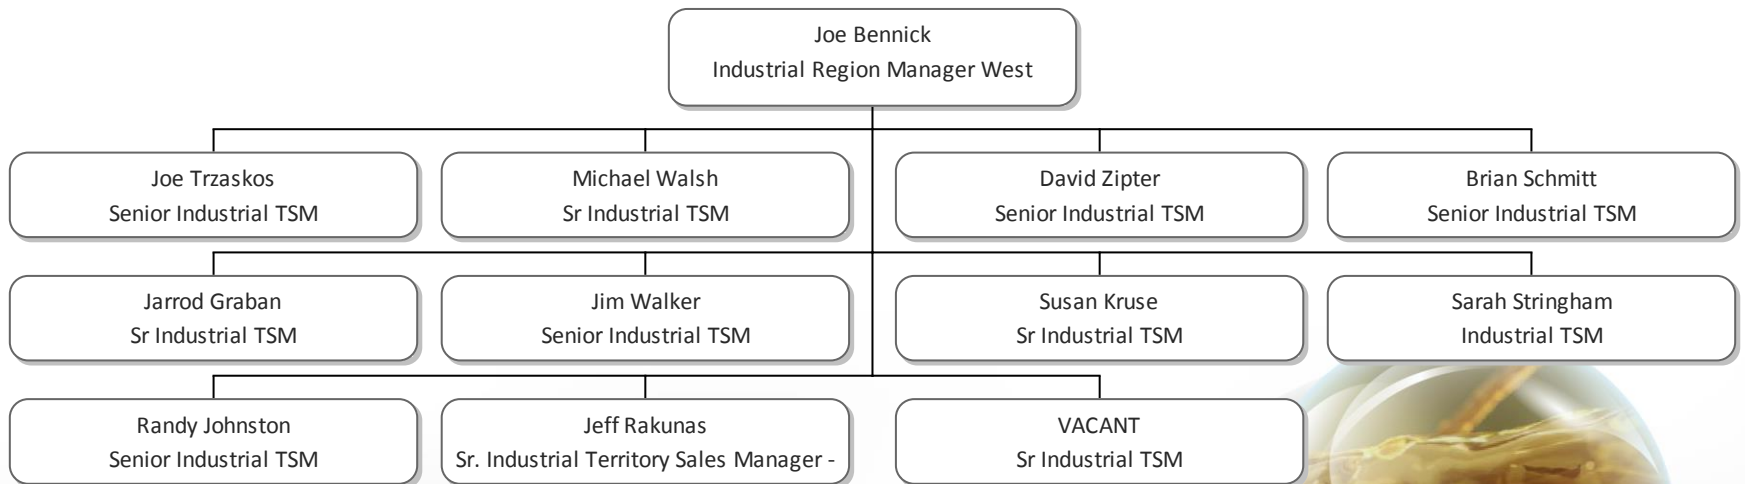 Joe Bennick
Industrial Region Manager West
Joe Trzaskos
Senior Industrial TSM
Michael Walsh
Sr Industrial TSM
David Zipter
Senior Industrial TSM
Brian Schmitt
Senior Industrial TSM
Jarrod Graban
Sr Industrial TSM
Jim Walker
Senior Industrial TSM
Susan Kruse
Sr Industrial TSM
Sarah Stringham
Industrial TSM
Randy Johnston
Senior Industrial TSM
Jeff Rakunas
Sr. Industrial Territory Sales Manager -
VACANT
Sr Industrial TSM